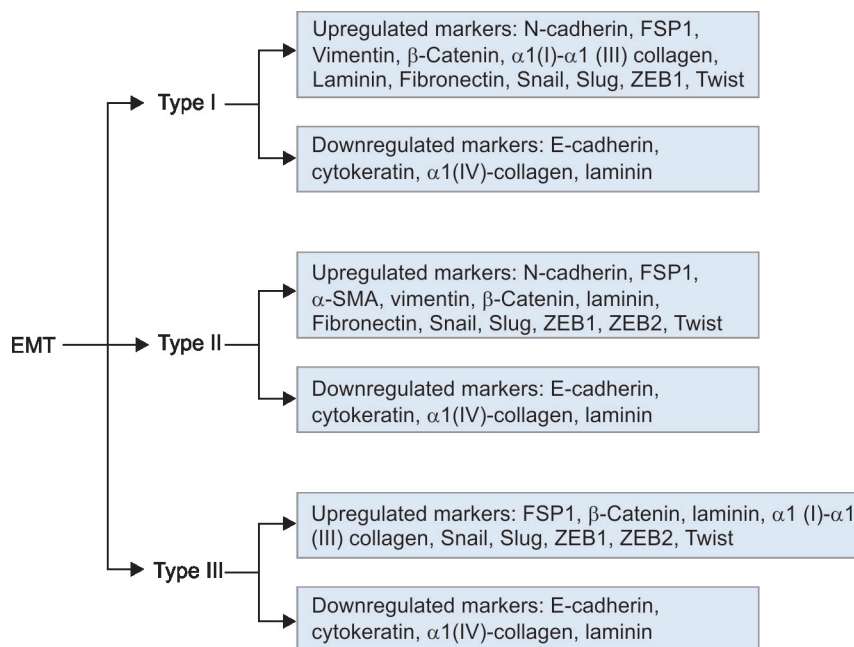 Upregulated markers: N-cadherin, FSP1,
Vimentin, β-Catenin, α1(I)-α1 (III) collagen,
Laminin, Fibronectin, Snail, Slug, ZEB1, Twist
Type I
Downregulated markers: E-cadherin,
cytokeratin, α1(IV)-collagen, laminin
Upregulated markers: N-cadherin, FSP1,
α-SMA, vimentin, β-Catenin, laminin,
Fibronectin, Snail, Slug, ZEB1, ZEB2, Twist
EMT
Type II
Downregulated markers: E-cadherin,
cytokeratin, α1(IV)-collagen, laminin
Upregulated markers: FSP1, β-Catenin, laminin, α1 (I)-α1
(III) collagen, Snail, Slug, ZEB1, ZEB2, Twist
Type III
Downregulated markers: E-cadherin,
cytokeratin, α1(IV)-collagen, laminin